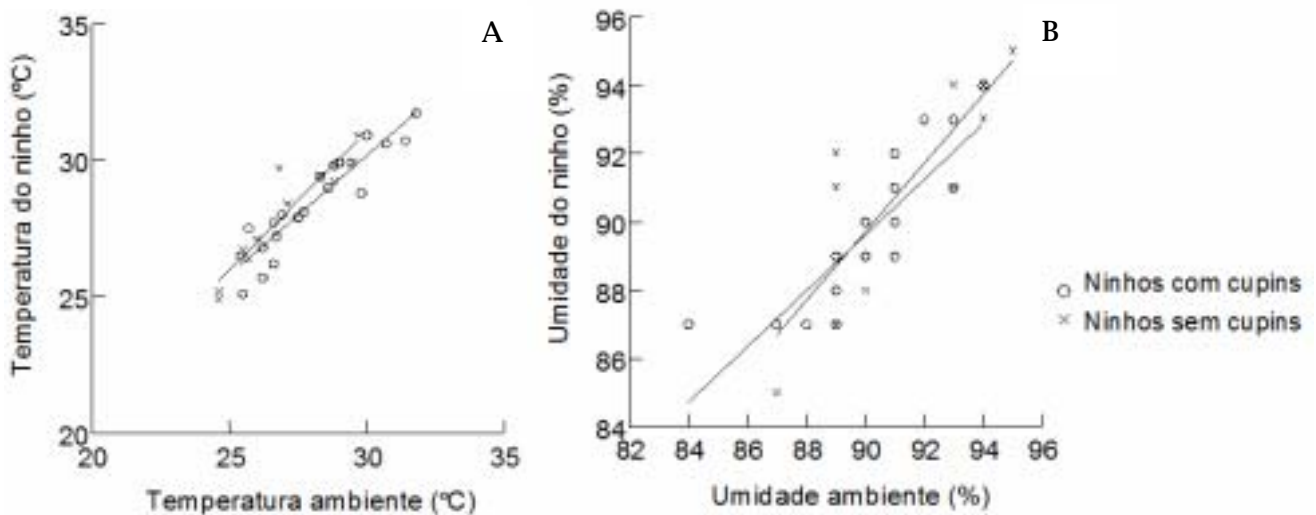 A
Temperatura do ninho (ºC)
35
30
25
20
20
25
30
35
Temperatura ambiente (ºC)
B
Umidade do ninho (%)
96
94
92
90
88
86
84
82
84
86
88
90
92
94
96
Umidade ambiente (%)
Ninhos com cupins
Ninhos sem cupins